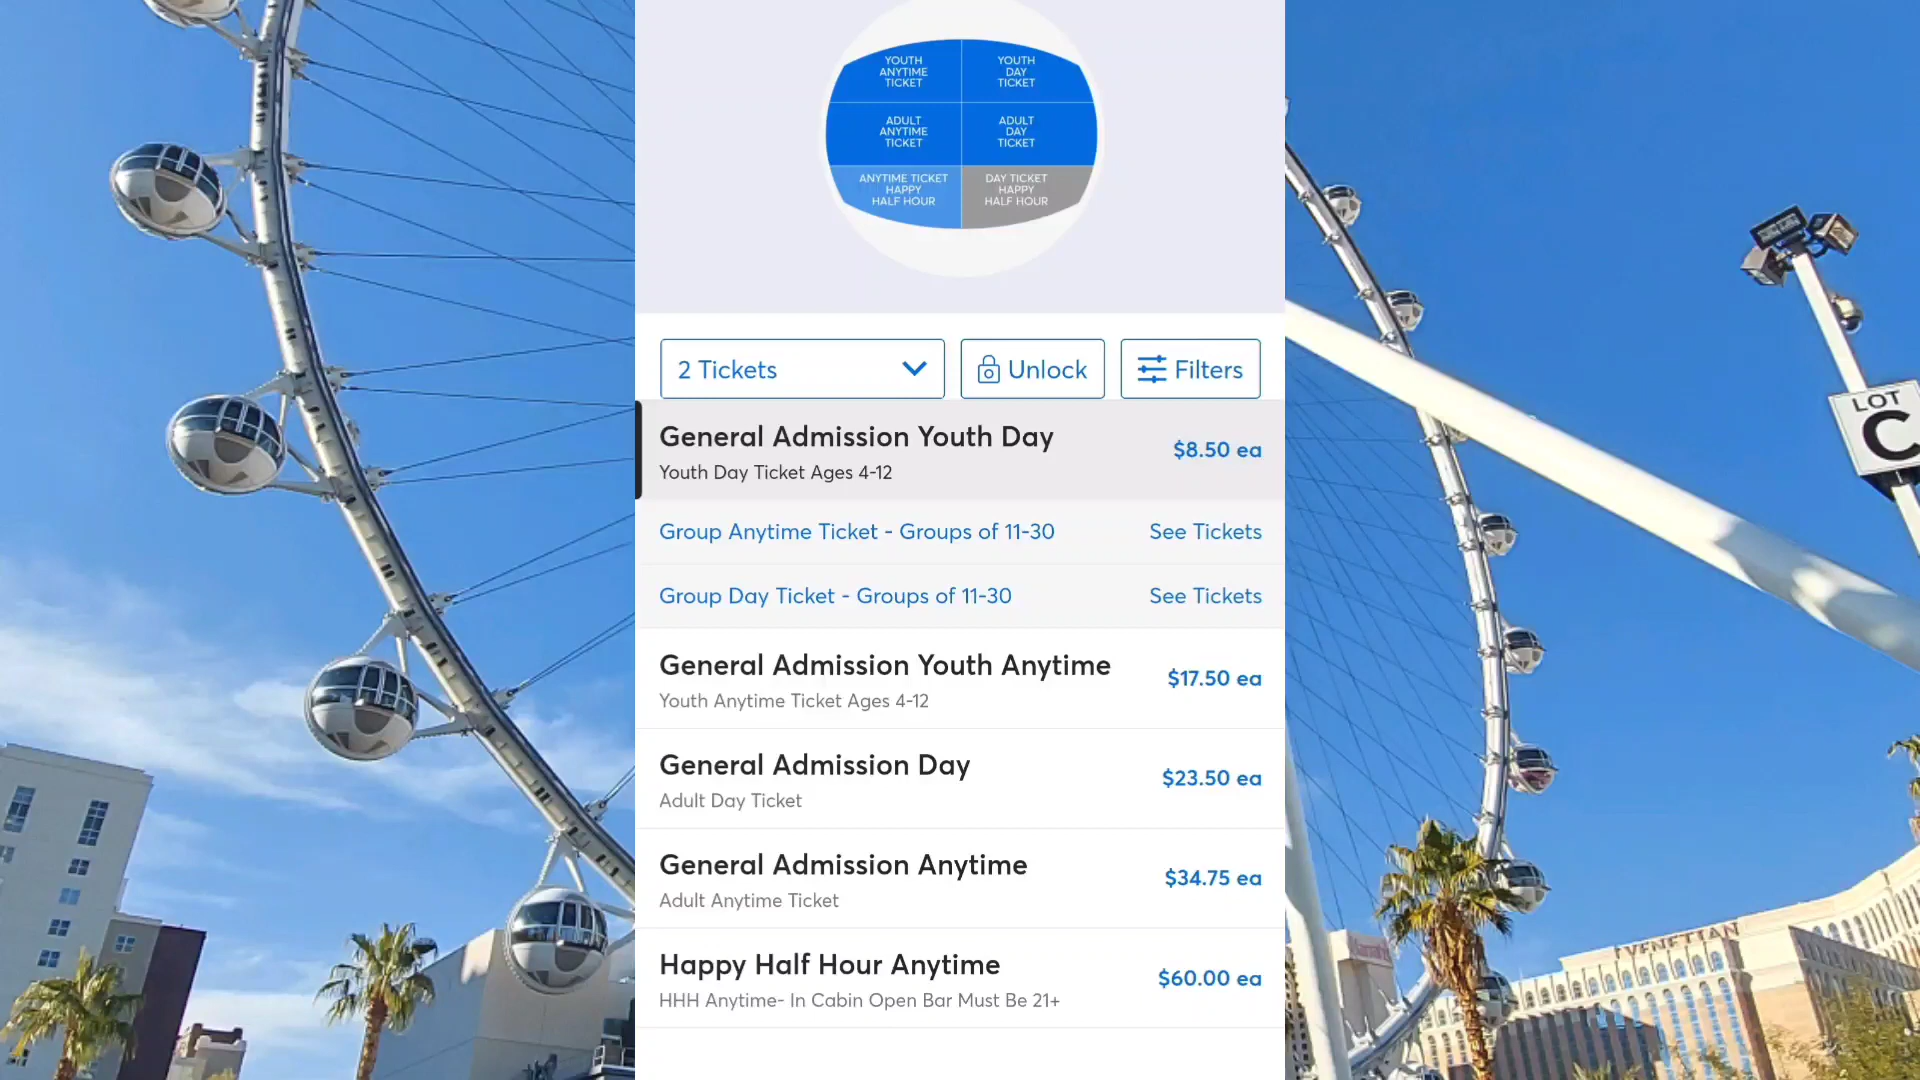 YOUTH
ANYTIME
TICKET
YOUTH
DAY
TICKET
ADULT
ANYTIME
TICKET
ADULT
DAY
TICKET
ANYTIME TICKET
HAPPY
HALF HOUR
DAY TICKET
HAPPY
HALF HOUR
2 Tickets
Unlock
Filters
General Admission Youth Day
$8.50 ea
Youth Day Ticket Ages 4-12
Group Anytime Ticket - Groups of 11-30
See Tickets
Group Day Ticket - Groups of 11-30
See Tickets
General Admission Youth Anytime
$17.50 ea
Youth Anytime Ticket Ages 4-12
General Admission Day
$23.50 ea
Adult Day Ticket
General Admission Anytime
$34.75 ea
Adult Anytime Ticket
Happy Half Hour Anytime
$60.00 ea
HHH Anytime- In Cabin Open Bar Must Be 21+
LOT
C
VENETIAN